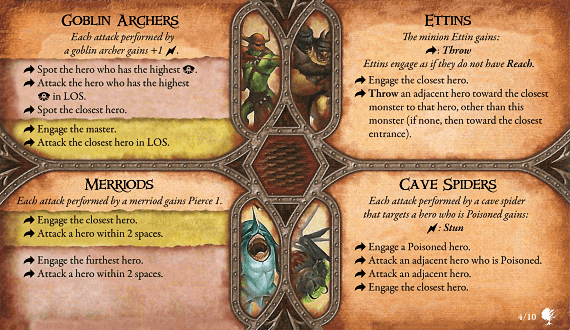 Goblin Archers
Each attack performed by
a goblin archer gains +1 .
Spot the hero who has the highest .
Attack the hero who has the highest
in LOS.
Spot the closest hero.
Engage the master.
Attack the closest hero in LOS.
Ettins
The minion Ettin gains:
: Throw
Ettins engage as if they do not have Reach.
Engage the closest hero.
Throw an adjacent hero toward the closest
monster to that hero, other than this
monster (if none, then toward the closest
entrance).
Merriods
Each attack performed by a merriod gains Pierce 1.
Engage the closest hero.
Attack a hero within 2 spaces.
Engage the furthest hero.
Attack a hero within 2 spaces.
Cave Spiders
Each attack performed by a cave spider
that targets a hero who is Poisoned gains:
: Stun
Engage a Poisoned hero.
Attack an adjacent hero who is Poisoned.
Attack an adjacent hero.
Engage the closest hero.
4/10